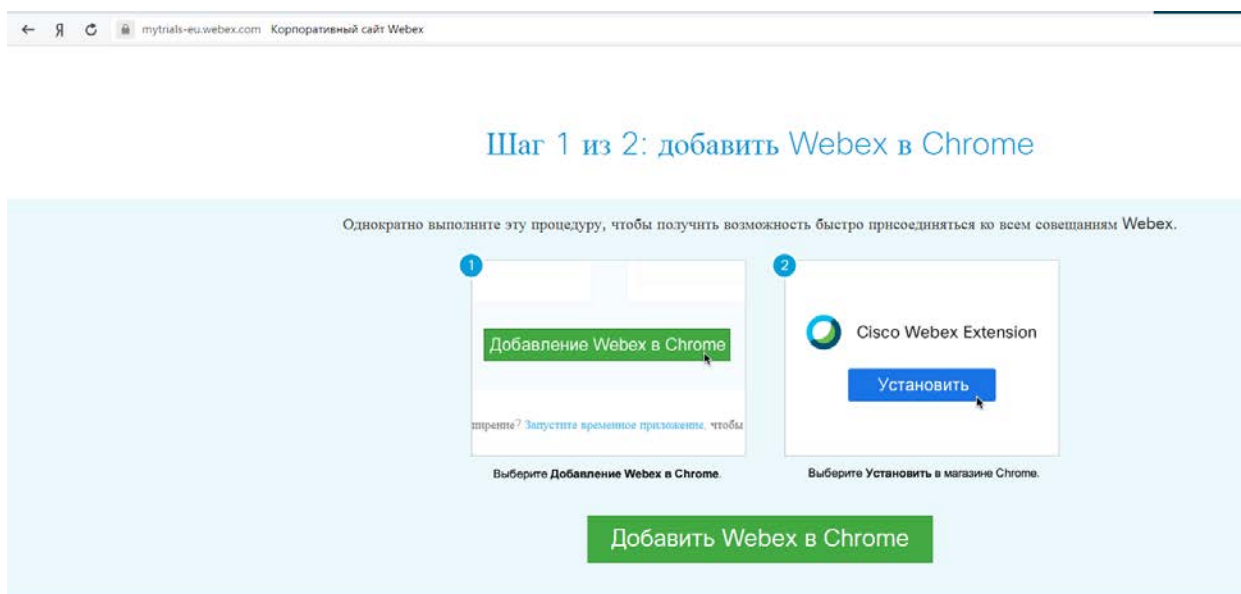 Я mytrials-eu.webex.com Корпоративный сайт Webex
Шаг 1 из 2: добавить Webex в Chrome
Однократно выполните эту процедуру, чтобы получить возможность быстро присоединяться ко всем совещаниям Webex.
1
Добавление Webex в Chrome
ширение? Запустите временное приложение, чтобы
Выберите Добавление Webex в Chrome.
2
Cisco Webex Extension
Установить
Выберите Установить в магазине Chrome.
Добавить Webex в Chrome